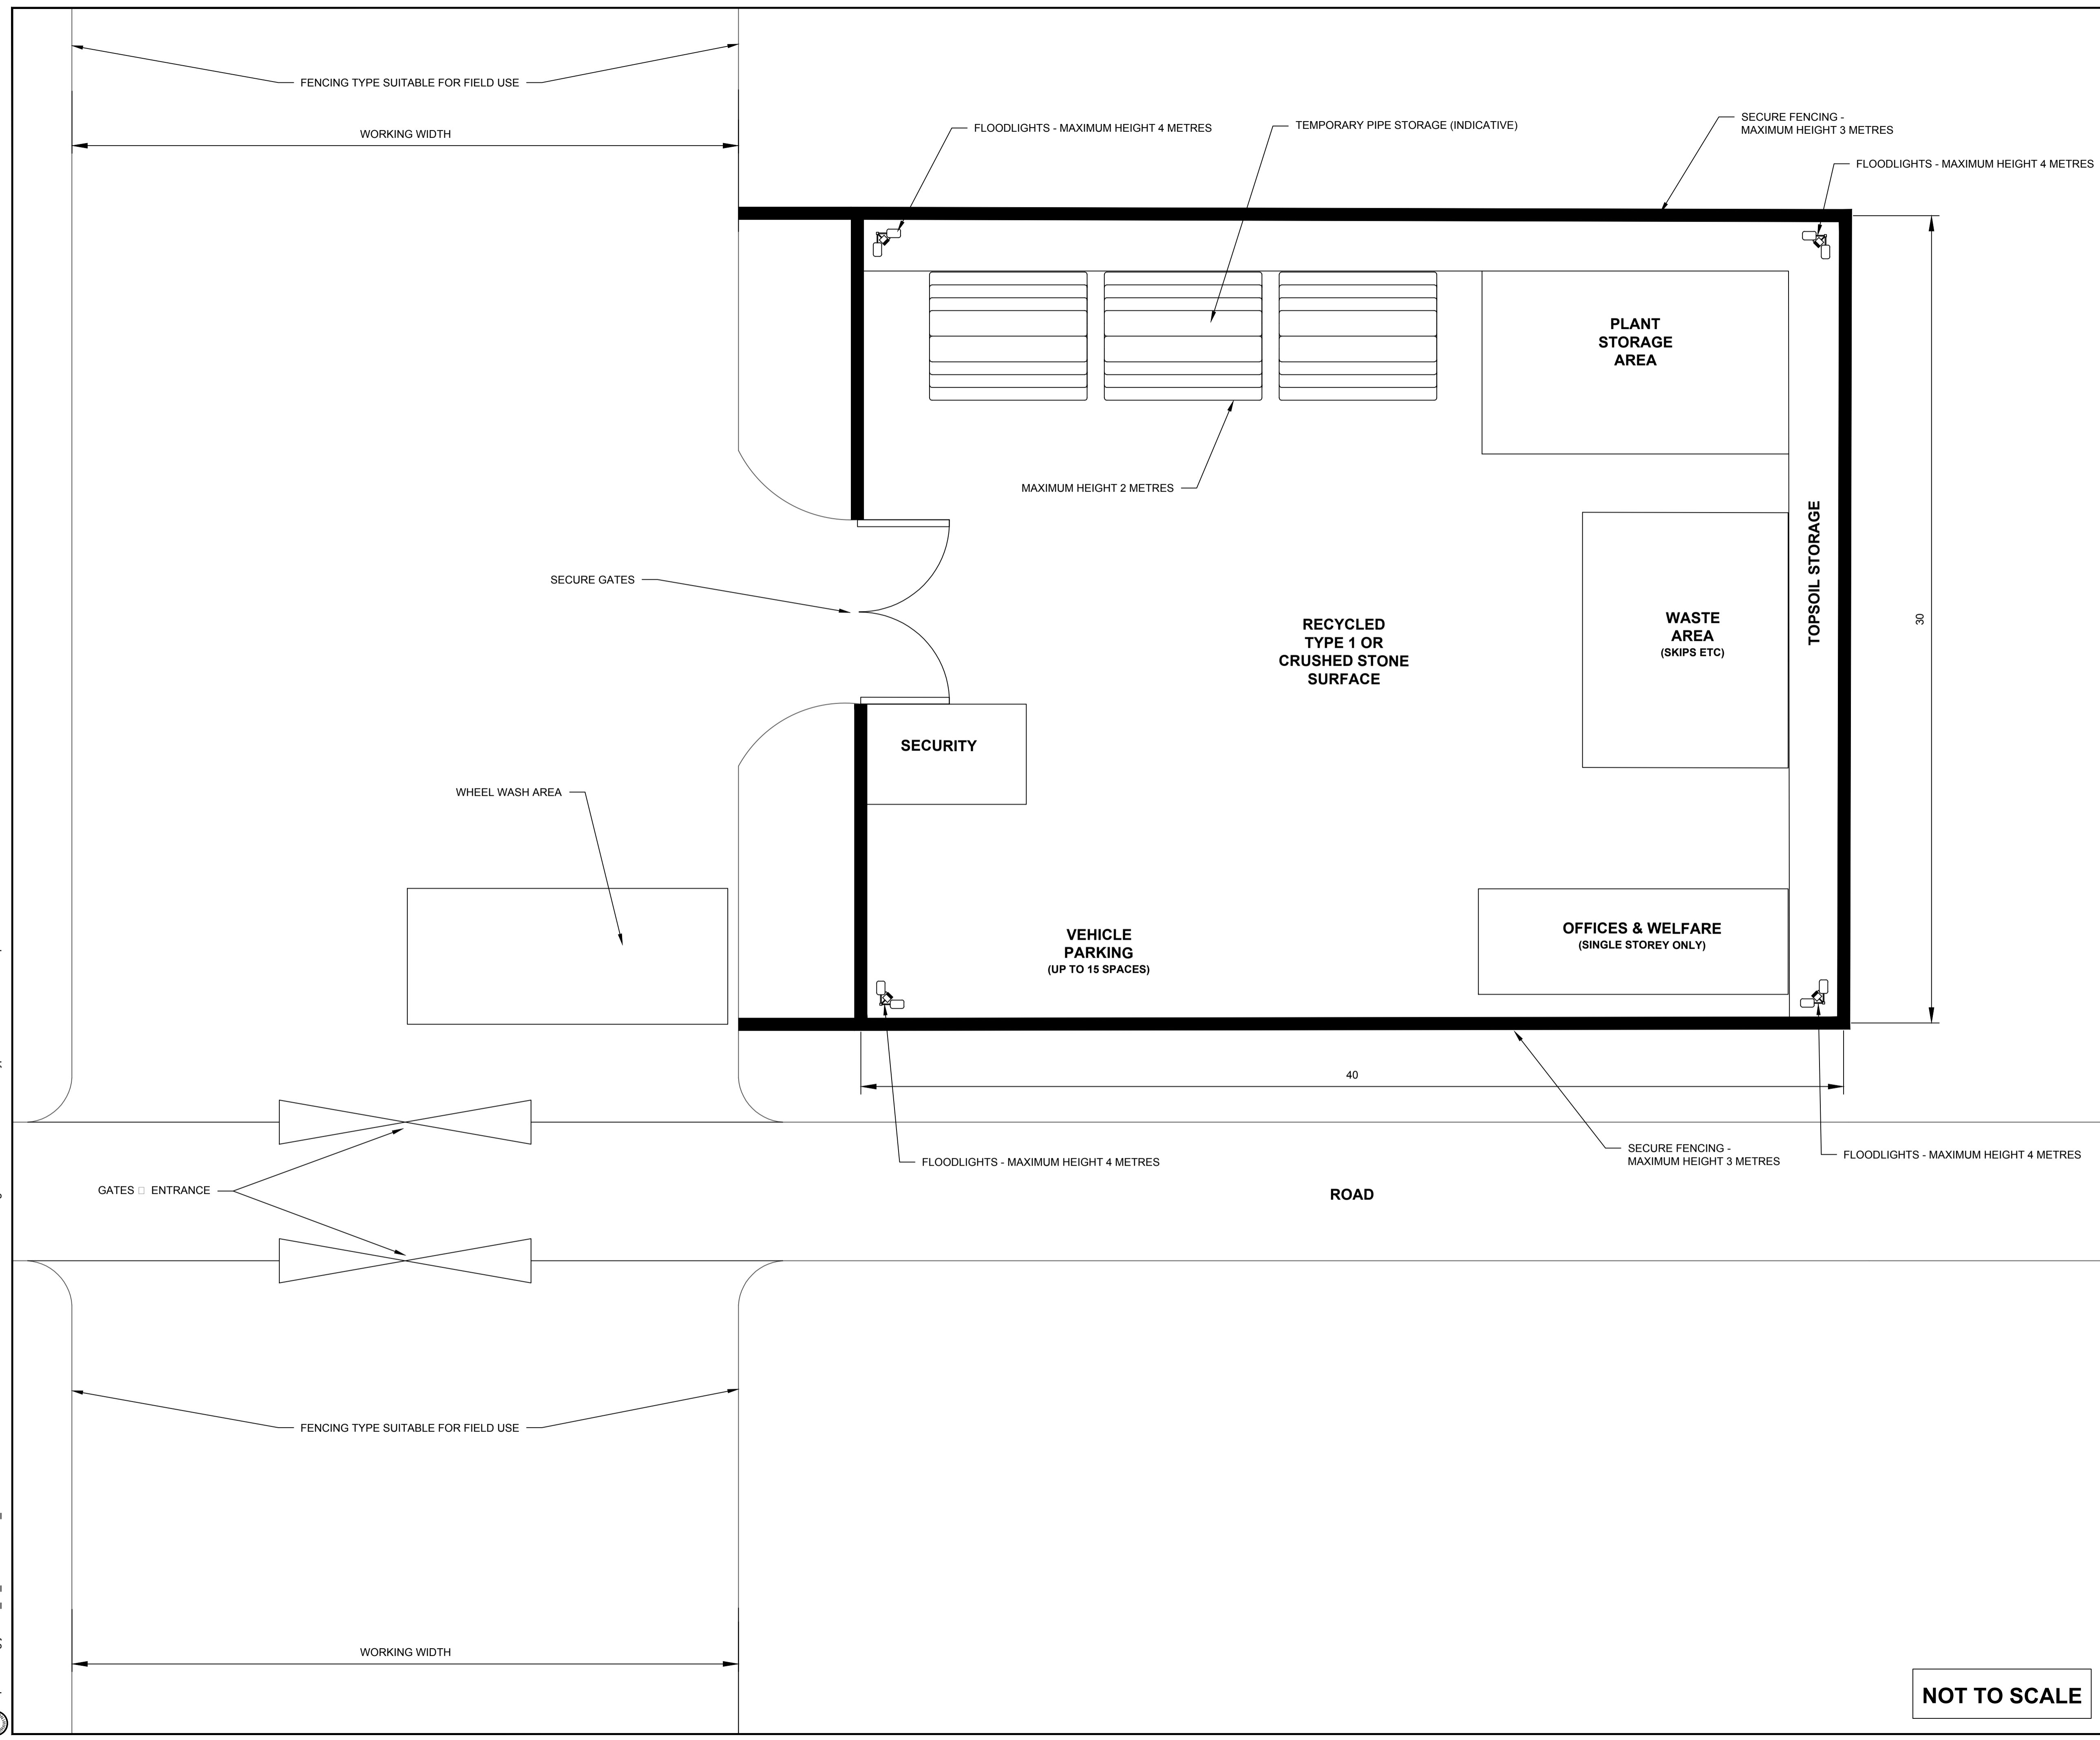 FENCING TYPE SUITABLE FOR FIELD USE
WORKING WIDTH
FLOODLIGHTS - MAXIMUM HEIGHT 4 METRES
TEMPORARY PIPE STORAGE (INDICATIVE)
SECURE FENCING -
MAXIMUM HEIGHT 3 METRES
FLOODLIGHTS - MAXIMUM HEIGHT 4 METRES
PLANT
STORAGE
AREA
MAXIMUM HEIGHT 2 METRES
TOPSOIL STORAGE
SECURE GATES
RECYCLED
TYPE 1 OR
CRUSHED STONE
SURFACE
WASTE
AREA
(SKIPS ETC)
30
SECURITY
WHEEL WASH AREA
VEHICLE
PARKING
(UP TO 15 SPACES)
OFFICES & WELFARE
(SINGLE STOREY ONLY)
40
FLOODLIGHTS - MAXIMUM HEIGHT 4 METRES
SECURE FENCING -
MAXIMUM HEIGHT 3 METRES
FLOODLIGHTS - MAXIMUM HEIGHT 4 METRES
GATES □ ENTRANCE
ROAD
FENCING TYPE SUITABLE FOR FIELD USE
WORKING WIDTH
NOT TO SCALE